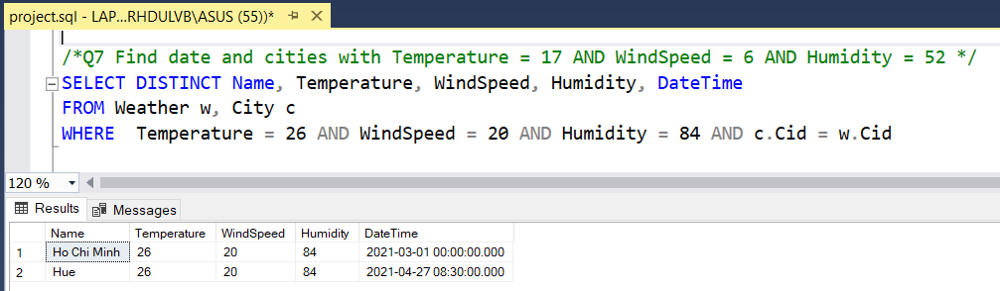 project.sql - LAP...RHDULVB\ASUS (55))*
/*Q7 Find date and cities with Temperature = 17 AND WindSpeed = 6 AND Humidity = 52 */
SELECT DISTINCT Name, Temperature, WindSpeed, Humidity, DateTime
FROM Weather w, City c
WHERE  Temperature = 26 AND WindSpeed = 20 AND Humidity = 84 AND c.Cid = w.Cid
120 %
Results Messages
Name Temperature WindSpeed Humidity DateTime
1 Ho Chi Minh 26 20 84 2021-03-01 00:00:00.000
2 Hue 26 20 84 2021-04-27 08:30:00.000